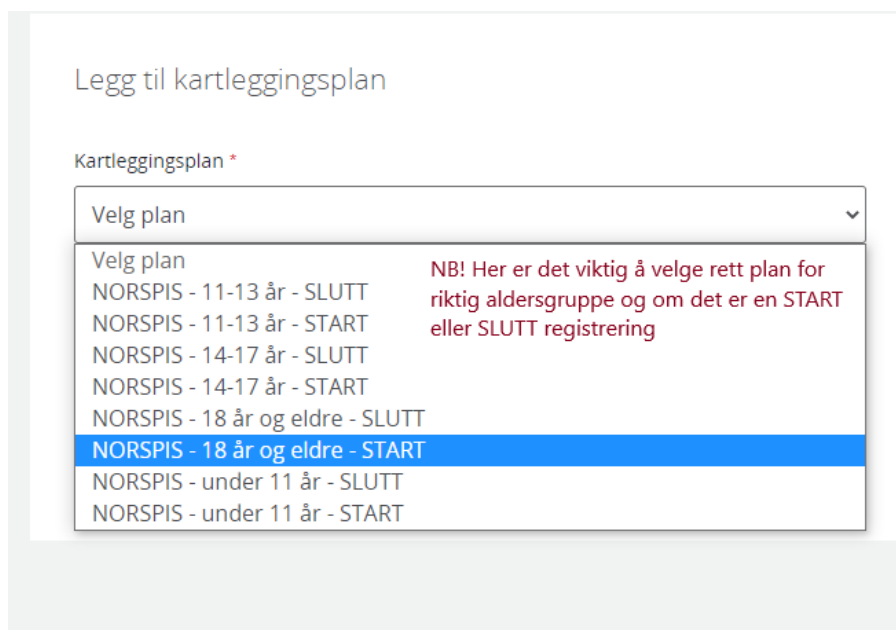 Legg til kartleggingsplan
Kartleggingsplan *
Velg plan
Velg plan
NORSPIS - 11-13 år - SLUTT
NORSPIS - 11-13 år - START
NORSPIS - 14-17 år - SLUTT
NORSPIS - 14-17 år - START
NORSPIS - 18 år og eldre - SLUTT
NORSPIS - 18 år og eldre - START
NORSPIS - under 11 år - SLUTT
NORSPIS - under 11 år - START
NB! Her er det viktig å velge rett plan for
riktig aldersgruppe og om det er en START
eller SLUTT registrering